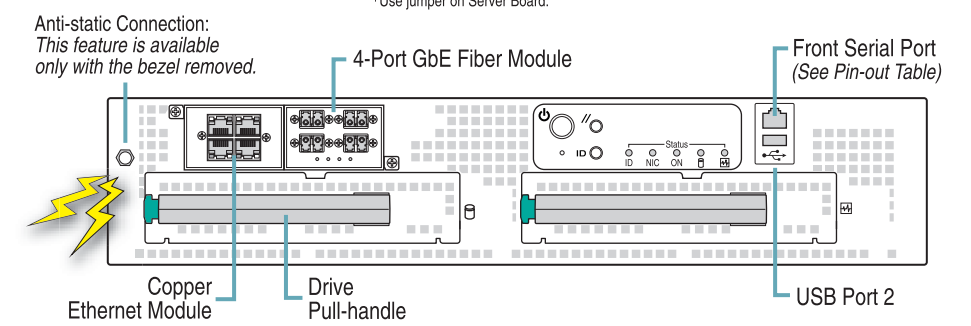 Use jumper on Server Board.
Anti-static Connection:
This feature is available
only with the bezel removed.
4-Port GbE Fiber Module
Front Serial Port
(See Pin-out Table)
ID
Status
ID
NIC
ON
Copper
Ethernet Module
Drive
Pull-handle
USB Port 2